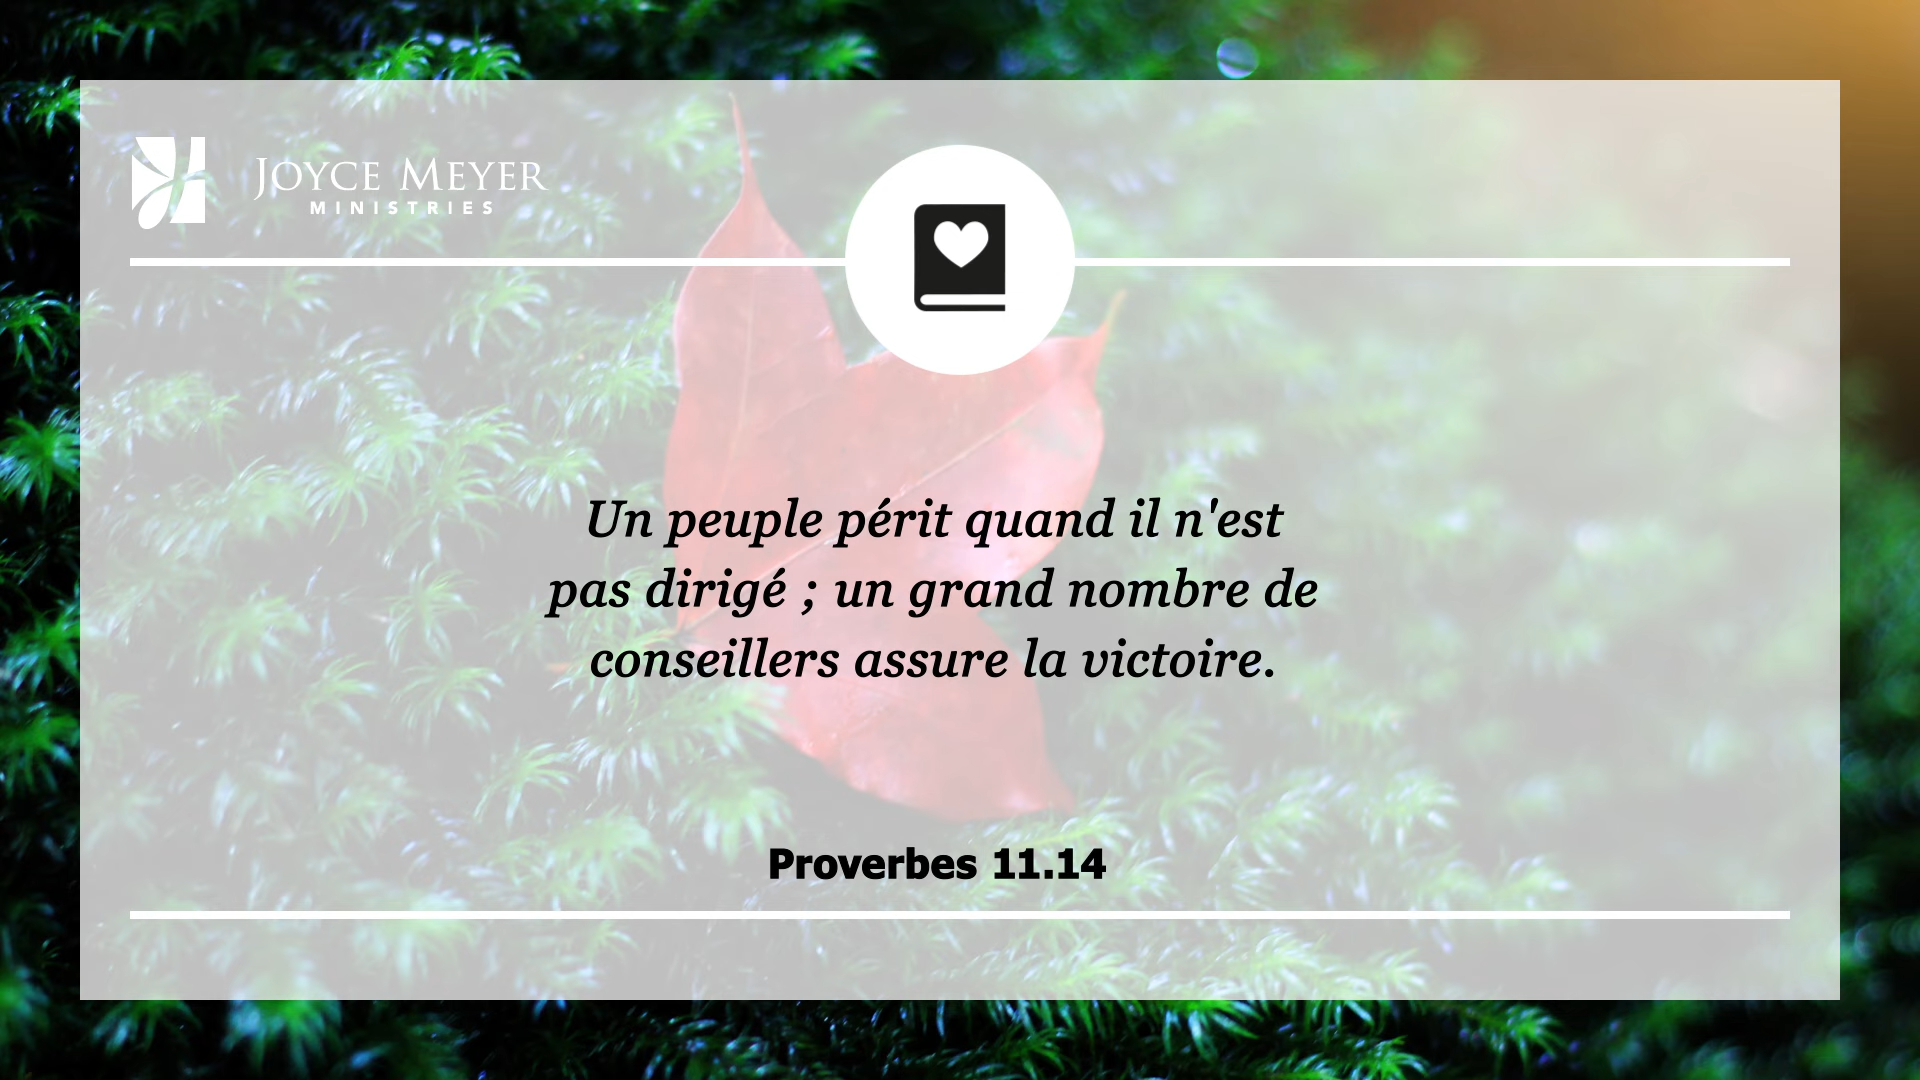 JOYCE MEYER
MINISTRIES
Un peuple périt quand il n'est
pas dirigé ; un grand nombre de
conseillers assure la victoire.
Proverbes 11.14